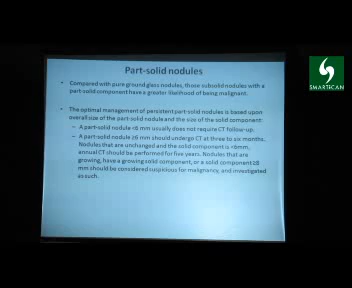 Part-solid nodules
SMARTSCAN
• Compared with pure ground glass nodules, those subsolid nodules with a
part-solid component have a greater likelihood of being malignant.
• The optimal management of persistent part-solid nodules is based upon
overall size of the part-solid nodule and the size of the solid component:
– A part-solid nodule <6 mm usually does not require CT follow-up.
– A part-solid nodule ≥6 mm should undergo CT at three to six months.
Nodules that are unchanged and the solid component is <6mm,
annual CT should be performed for five years. Nodules that are
growing, have a growing solid component, or a solid component ≥8
mm should be considered suspicious for malignancy, and investigated
as such.